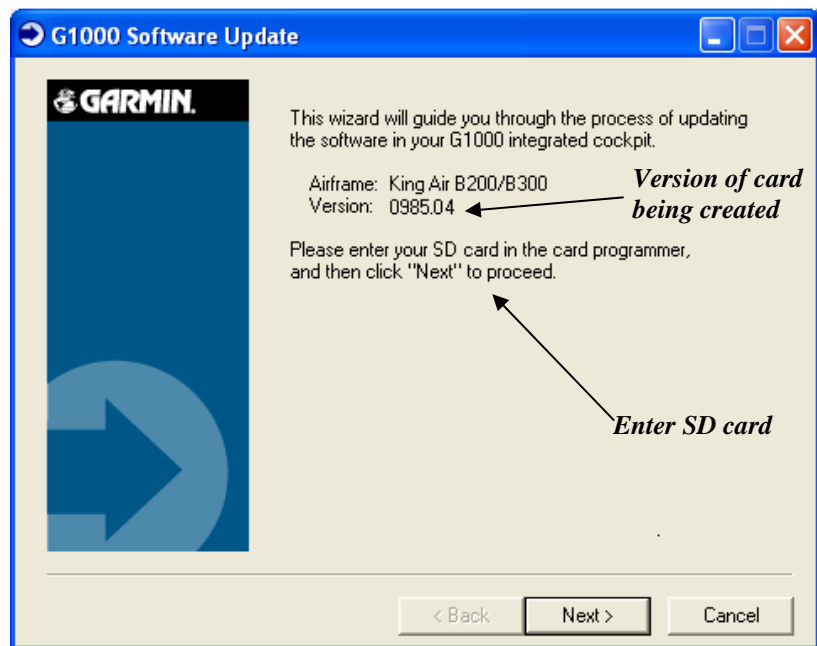 G1000 Software Update
GARMIN.
This wizard will guide you through the process of updating
the software in your G1000 integrated cockpit.
Airframe: King Air B200/B300
Version: 0985.04
Version of card
being created
Please enter your SD card in the card programmer,
and then click "Next" to proceed.
Enter SD card
< Back
Next >
Cancel